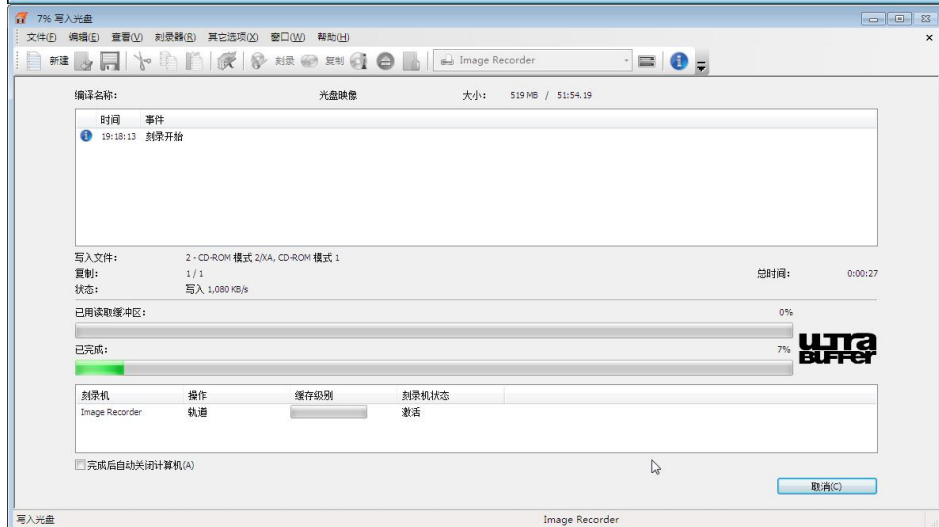 7% 写入光盘
文件(F) 编辑(E) 查看(V) 刻录器(R) 其它选项(X) 窗口(W) 帮助(H)
新建 刻录 复制 Image Recorder
编译名称: 光盘映像 大小: 519 MB / 51:54.19
时间 事件
19:18:13 刻录开始
写入文件: 2 - CD-ROM 模式 2/XA, CD-ROM 模式 1
复制: 1 / 1 总时间: 0:00:27
状态: 写入 1,080 KB/s
已用读取缓冲区: 0%
已完成: 7%
ULTRA
BUFFER
刻录机 操作 缓存级别 刻录机状态
Image Recorder 轨道 激活
完成后自动关闭计算机(A)
取消(C)
写入光盘 Image Recorder